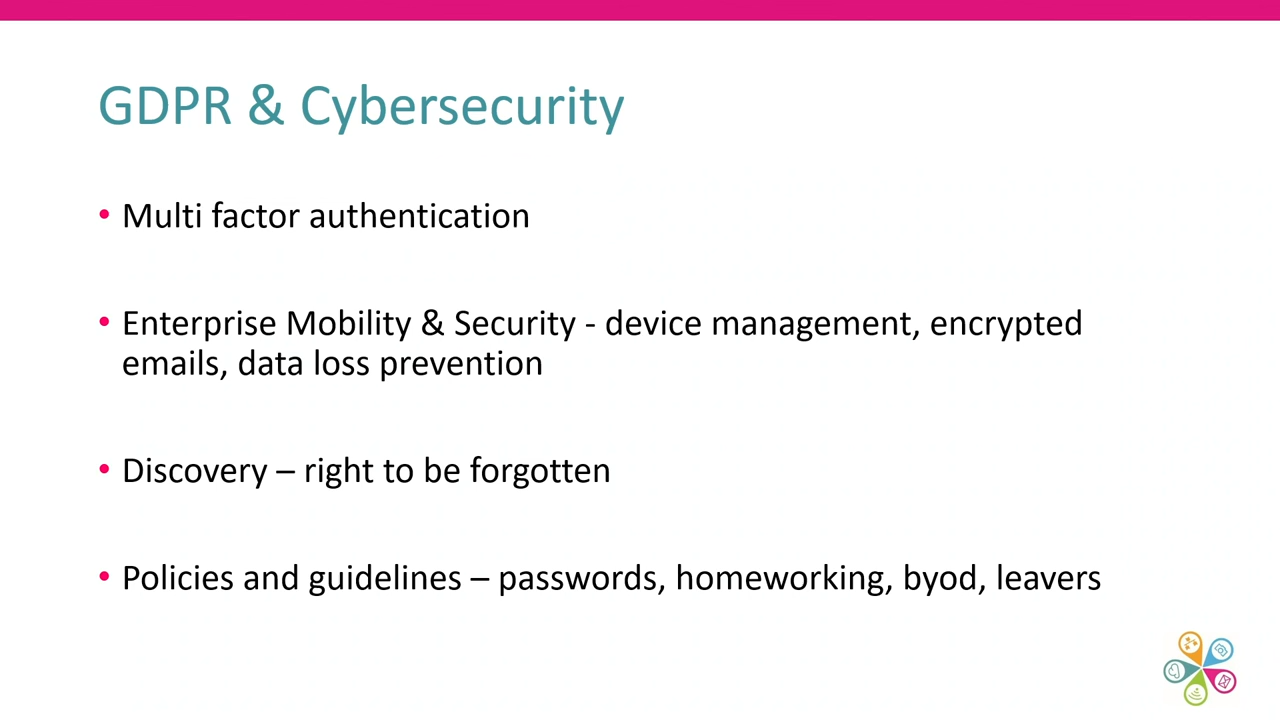 GDPR & Cybersecurity
• Multi factor authentication
• Enterprise Mobility & Security - device management, encrypted
emails, data loss prevention
• Discovery – right to be forgotten
• Policies and guidelines – passwords, homeworking, byod, leavers